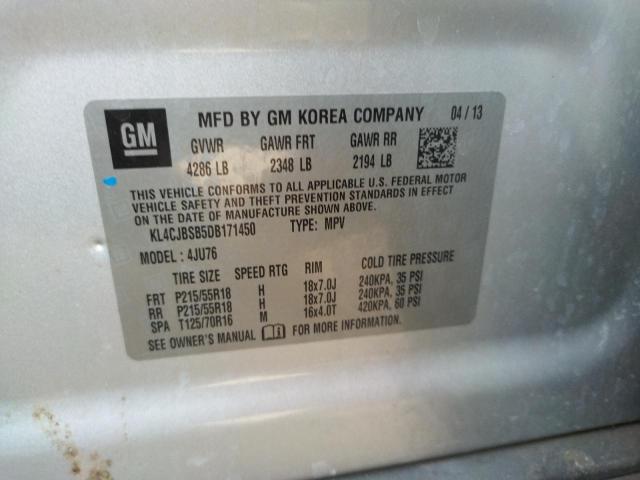 GM
MFD BY GM KOREA COMPANY 04 / 13
GVWR GAWR FRT GAWR RR
4286 LB 2348 LB 2194 LB
THIS VEHICLE CONFORMS TO ALL APPLICABLE U.S. FEDERAL MOTOR
VEHICLE SAFETY AND THEFT PREVENTION STANDARDS IN EFFECT
ON THE DATE OF MANUFACTURE SHOWN ABOVE.
KL4CJBSB5DB171450 TYPE: MPV
MODEL : 4JU76
TIRE SIZE SPEED RTG RIM COLD TIRE PRESSURE
FRT P215/55R18 H 18x7.0J 240KPA, 35 PSI
RR P215/55R18 H 18x7.0J 240KPA, 35 PSI
SPA T125/70R16 M 16x4.0T 420KPA, 60 PSI
SEE OWNER'S MANUAL FOR MORE INFORMATION.